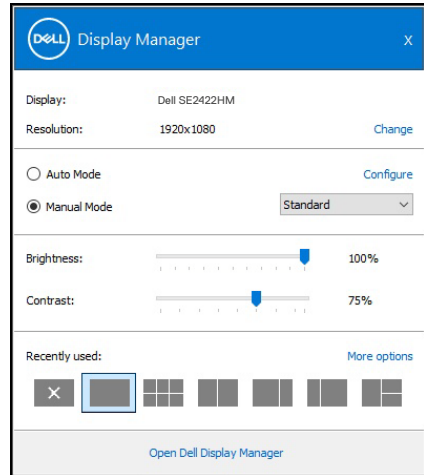 DELL Display Manager X
Display: Dell SE2422HM
Resolution: 1920x1080 Change
Auto Mode Configure
Manual Mode Standard
Brightness: 100%
Contrast: 75%
Recently used: More options
Open Dell Display Manager